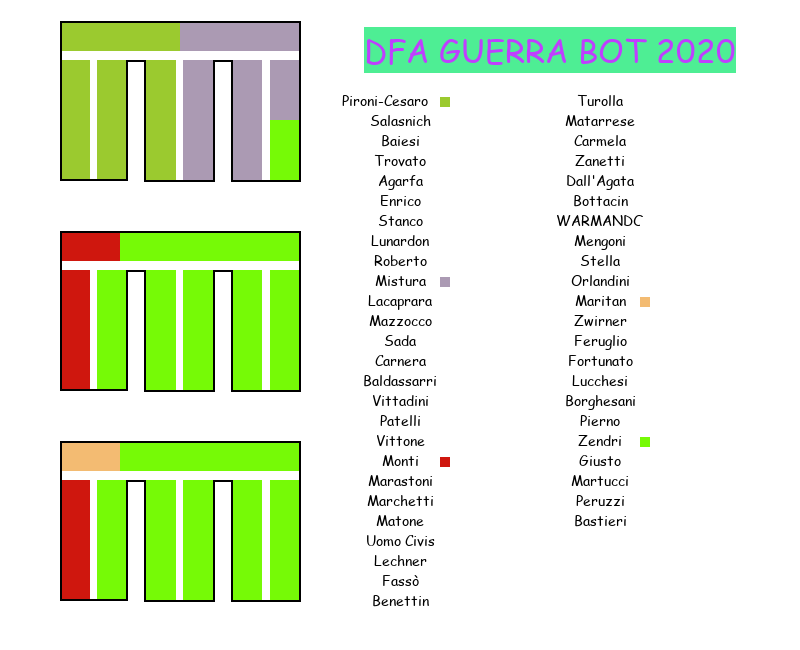 DFA GUERRA BOT 2020
Pironi-Cesaro
Salasnich
Baiesi
Trovato
Agarfa
Enrico
Stanco
Lunardon
Roberto
Mistura
Lacaprara
Mazzocco
Sada
Carnera
Baldassarri
Vittadini
Patelli
Vittone
Monti
Marastoni
Marchetti
Matone
Uomo Civis
Lechner
Fassò
Benettin
Turolla
Matarrese
Carmela
Zanetti
Dall'Agata
Bottacin
WARMANDC
Mengoni
Stella
Orlandini
Maritan
Zwirner
Feruglio
Fortunato
Lucchesi
Borghesani
Pierno
Zendri
Giusto
Martucci
Peruzzi
Bastieri